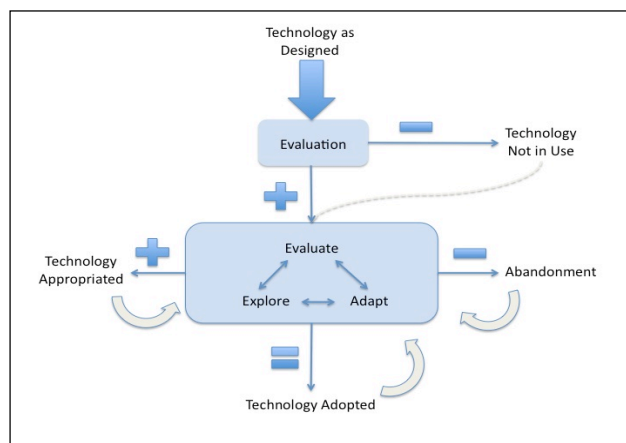 Technology as
Designed
Evaluation
Technology
Not in Use
Evaluate
Explore
Adapt
Technology
Appropriated
Abandonment
Technology Adopted